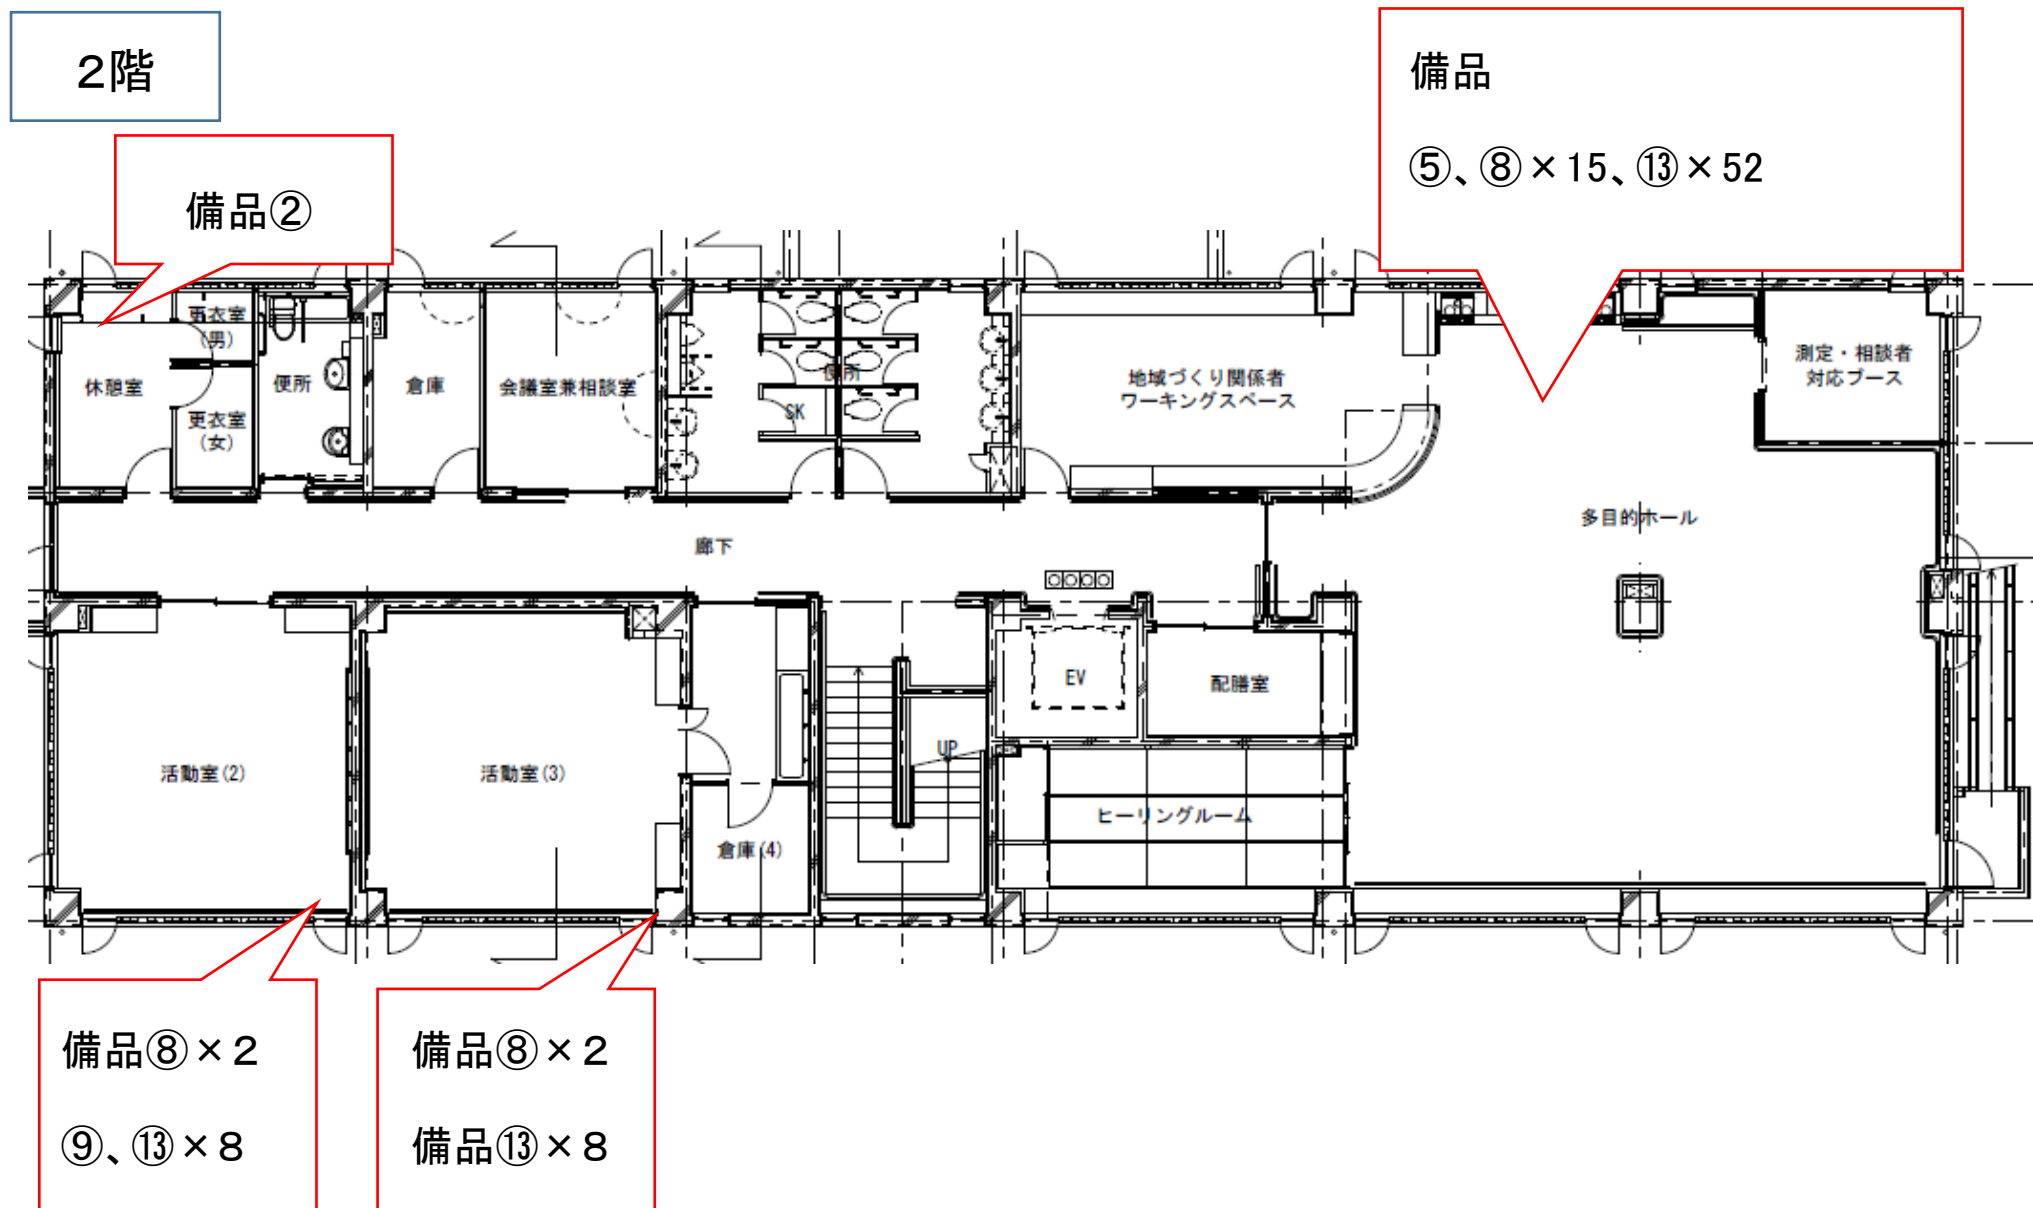 ２階
備品
⑤、⑧×15、⑬×52
備品②
更衣室
(男)
休憩室
便所
更衣室
(女)
倉庫
会議室兼相談室
便所
SK
地域づくり関係者
ワーキングスペース
測定・相談者
対応ブース
多目的ホール
廊下
EV
配膳室
UP
活動室(2)
活動室(3)
倉庫(4)
ヒーリングルーム
備品⑧×２
⑨、⑬×８
備品⑧×２
備品⑬×８